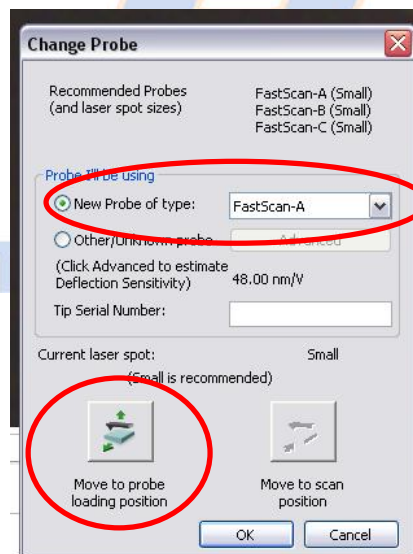 Change Probe
Recommended Probes FastScan-A (Small)
(and laser spot sizes) FastScan-B (Small)
FastScan-C (Small)
Probe I'll be using
New Probe of type: FastScan-A
Other/Unknown probe Advanced
(Click Advanced to estimate
Deflection Sensitivity) 48.00 nm/V
Tip Serial Number:
Current laser spot: Small
(Small is recommended)
Move to probe Move to scan
loading position position
OK Cancel